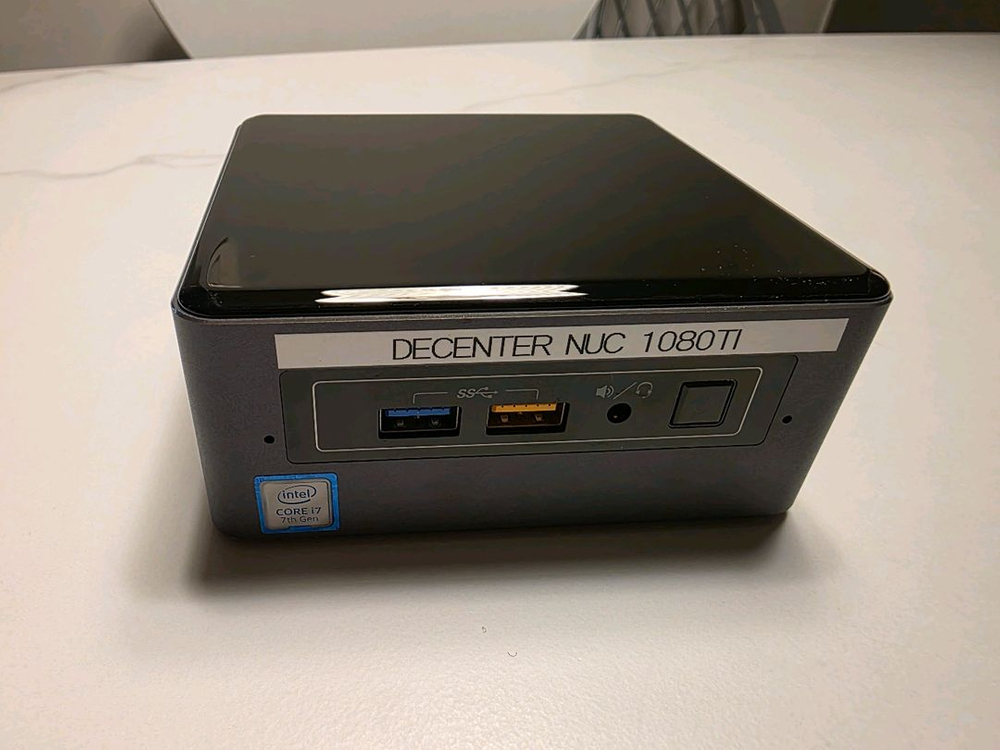 DECENTER NUC 1080TI
SS
intel
CORE i7
7th Gen